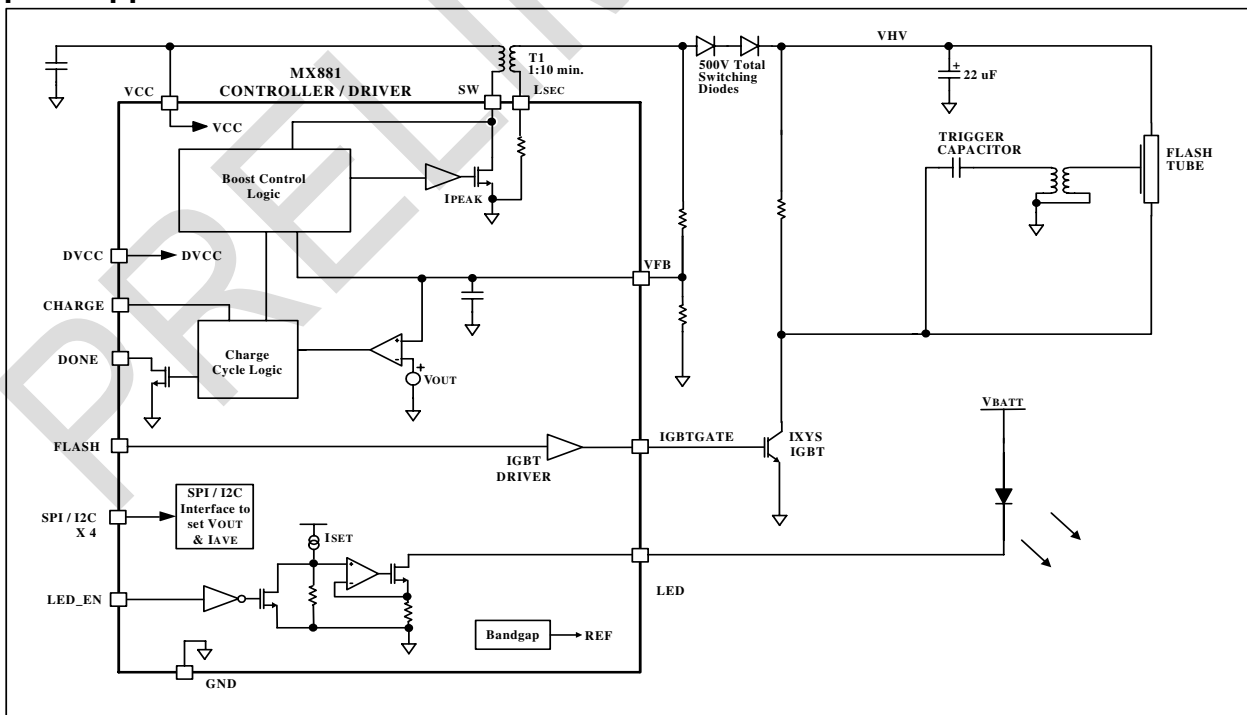 PRELI
VHV
T1
1:10 min.
500V Total
Switching
Diodes
+
22 uF
MX881
CONTROLLER / DRIVER
VCC
SW
LSEC
VCC
TRIGGER
CAPACITOR
FLASH
TUBE
Boost Control
Logic
IPEAK
DVCC
DVCC
VFB
CHARGE
Charge
Cycle Logic
+
-
DONE
+
VOUT
VBATT
FLASH
IGBT
DRIVER
IGBTGATE
IXYS
IGBT
SPI / I2C
X 4
SPI / I2C
Interface to
set VOUT
& IAVE
ISET
+
-
LED_EN
LED
Bandgap
REF
GND